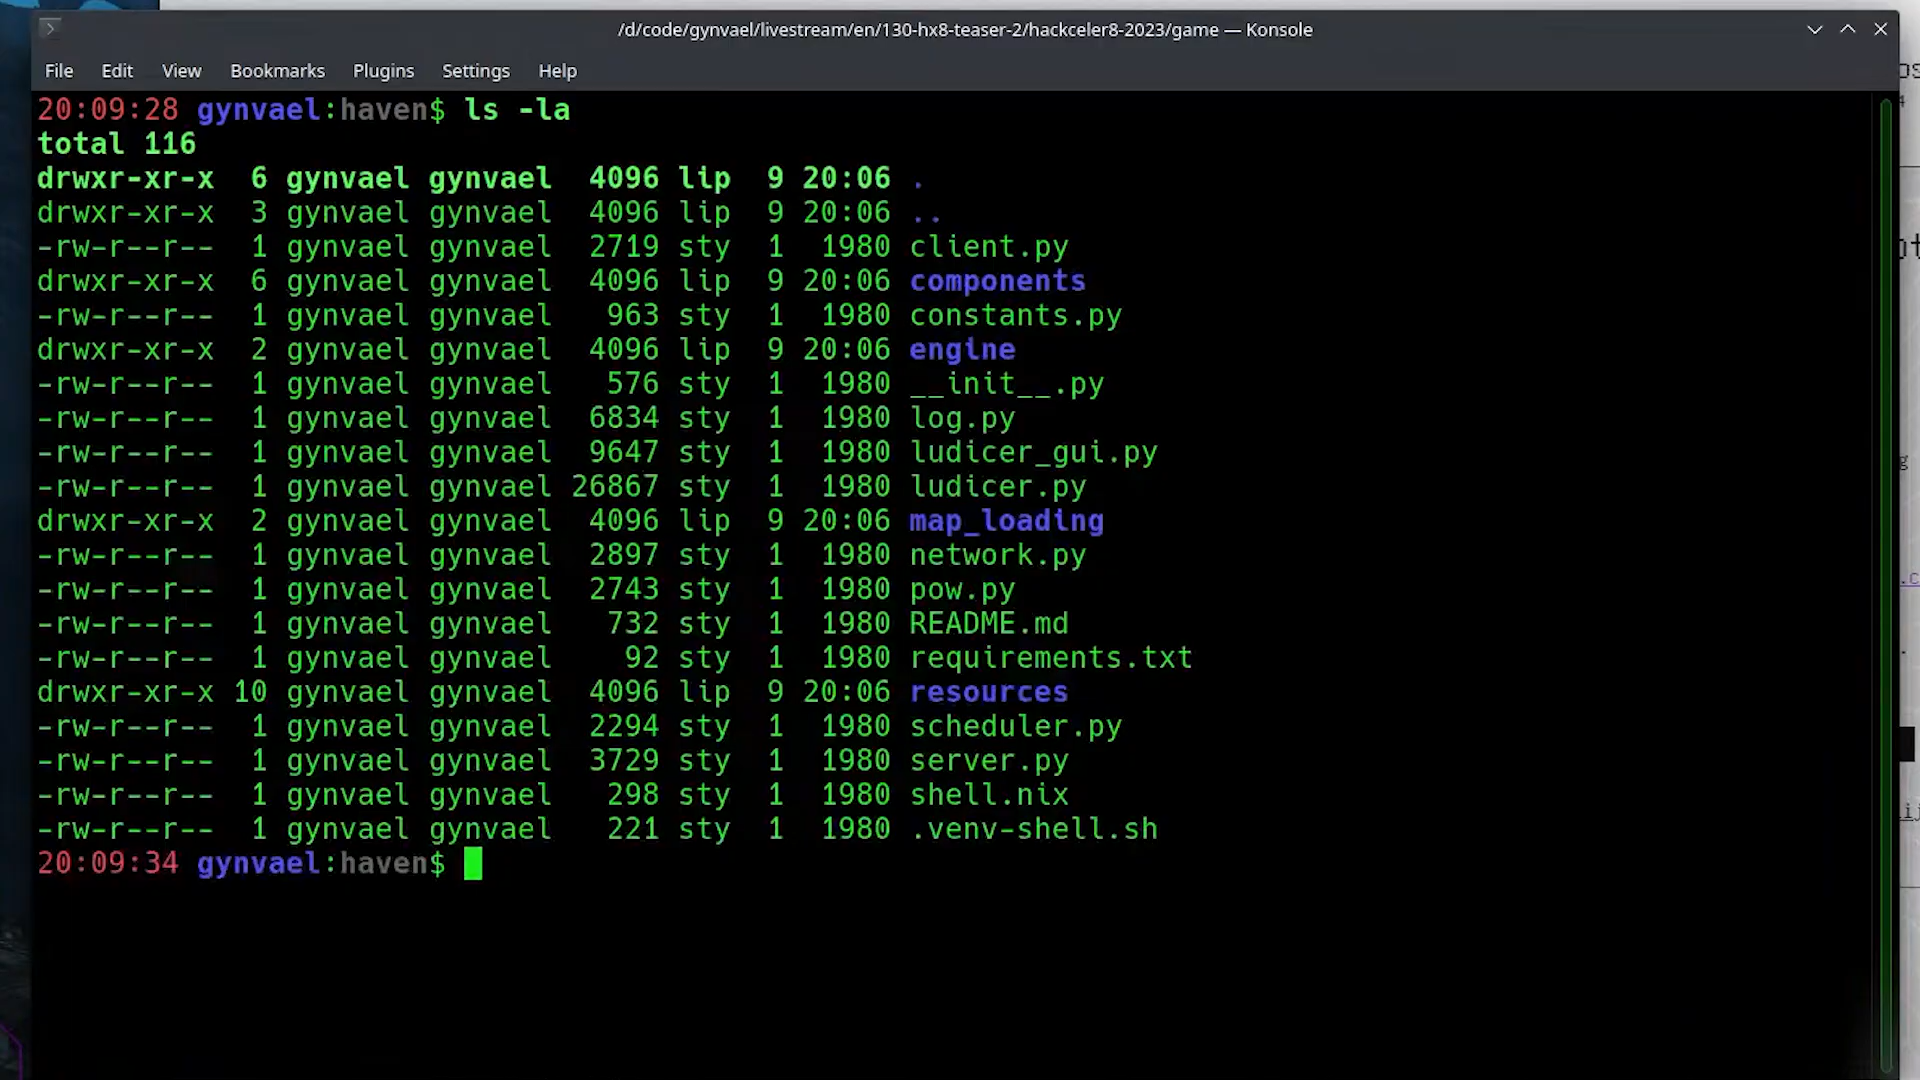 /d/code/gynvael/livestream/en/130-hx8-teaser-2/hackceler8-2023/game — Konsole
File Edit View Bookmarks Plugins Settings Help
20:09:28 gynvael:haven$ ls -la
total 116
drwxr-xr-x 6 gynvael gynvael 4096 lip 9 20:06 .
drwxr-xr-x 3 gynvael gynvael 4096 lip 9 20:06 ..
-rw-r--r-- 1 gynvael gynvael 2719 sty 1 1980 client.py
drwxr-xr-x 6 gynvael gynvael 4096 lip 9 20:06 components
-rw-r--r-- 1 gynvael gynvael 963 sty 1 1980 constants.py
drwxr-xr-x 2 gynvael gynvael 4096 lip 9 20:06 engine
-rw-r--r-- 1 gynvael gynvael 576 sty 1 1980 __init__.py
-rw-r--r-- 1 gynvael gynvael 6834 sty 1 1980 log.py
-rw-r--r-- 1 gynvael gynvael 9647 sty 1 1980 ludicer_gui.py
-rw-r--r-- 1 gynvael gynvael 26867 sty 1 1980 ludicer.py
drwxr-xr-x 2 gynvael gynvael 4096 lip 9 20:06 map_loading
-rw-r--r-- 1 gynvael gynvael 2897 sty 1 1980 network.py
-rw-r--r-- 1 gynvael gynvael 2743 sty 1 1980 pow.py
-rw-r--r-- 1 gynvael gynvael 732 sty 1 1980 README.md
-rw-r--r-- 1 gynvael gynvael 92 sty 1 1980 requirements.txt
drwxr-xr-x 10 gynvael gynvael 4096 lip 9 20:06 resources
-rw-r--r-- 1 gynvael gynvael 2294 sty 1 1980 scheduler.py
-rw-r--r-- 1 gynvael gynvael 3729 sty 1 1980 server.py
-rw-r--r-- 1 gynvael gynvael 298 sty 1 1980 shell.nix
-rw-r--r-- 1 gynvael gynvael 221 sty 1 1980 .venv-shell.sh
20:09:34 gynvael:haven$